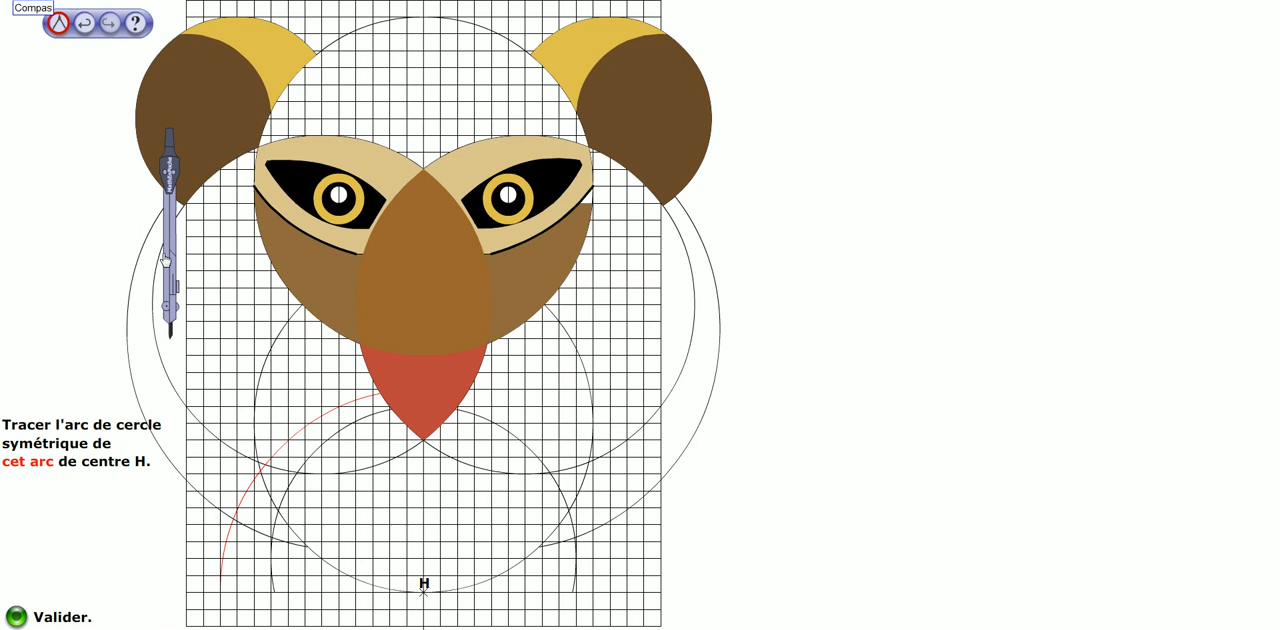 Compas
?
Tracer l'arc de cercle
symétrique de
cet arc de centre H.
H
Valider.